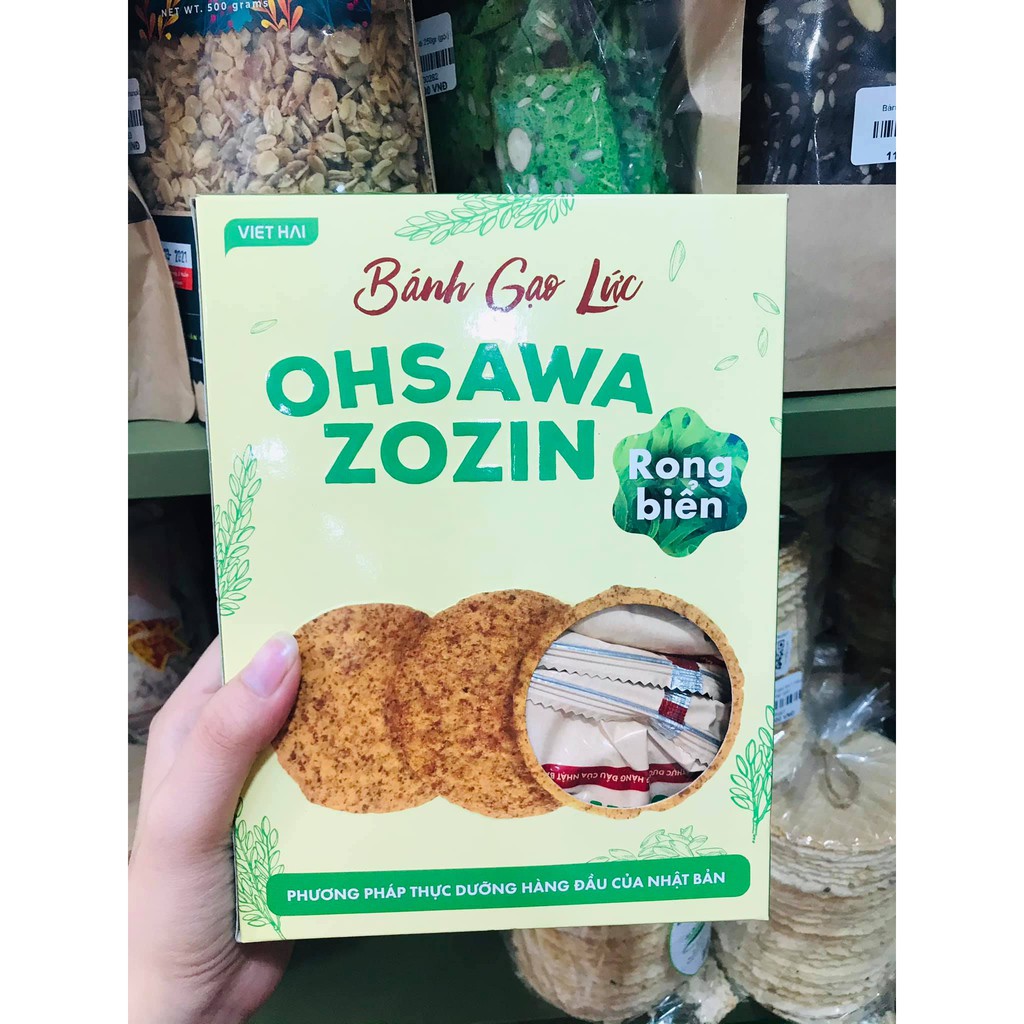 NET WT. 500 grams
VIET HAI
Bánh Gạo Lức
OHSAWA
ZOZIN
Rong
biển
PHƯƠNG PHÁP THỰC DƯỠNG HÀNG ĐẦU CỦA NHẬT BẢN